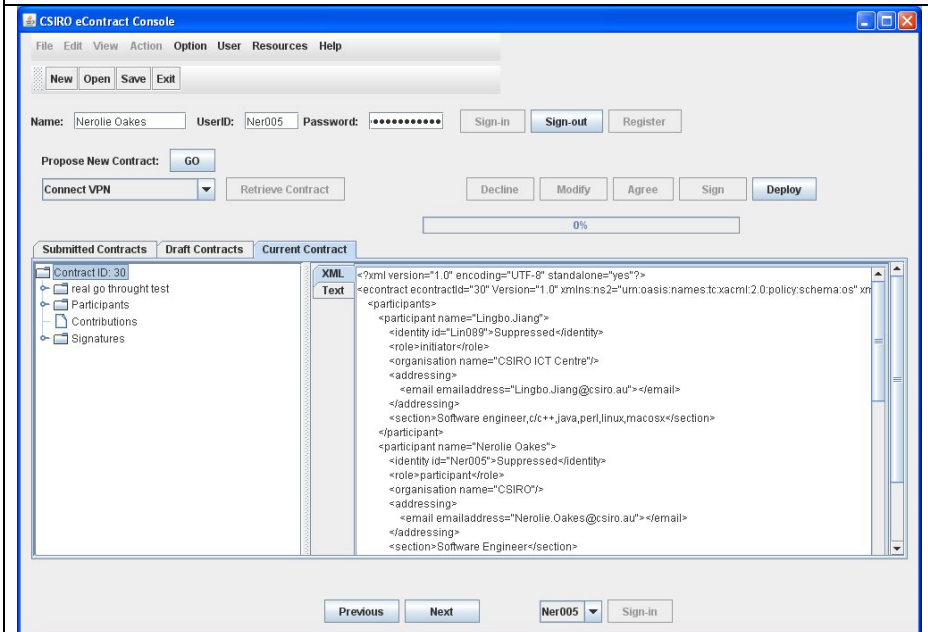 CSIRO eContract Console
File Edit View Action Option User Resources Help
New Open Save Exit
Name: Nerolie Oakes UserID: Ner005 Password: ••••••••••• Sign-in Sign-out Register
Propose New Contract: GO
Connect VPN Retrieve Contract Decline Modify Agree Sign Deploy
0%
Submitted Contracts Draft Contracts Current Contract
Contract ID: 30
real go throught test
Participants
Contributions
Signatures
XML
Text
<?xml version="1.0" encoding="UTF-8" standalone="yes"?>
<econtract econtractId="30" Version="1.0" xmlns:ns2="urn:oasis:names:tc:xacml:2.0:policy:schema:os" xm
<participants>
<participant name="Lingbo.Jiang">
<identity id="Lin089">Suppressed</identity>
<role>initiator</role>
<organisation name="CSIRO ICT Centre"/>
<addressing>
<email emailaddress="Lingbo.Jiang@csiro.au"></email>
</addressing>
<section>Software engineer,c/c++,java,perl,linux,macosx</section>
</participant>
<participant name="Nerolie Oakes">
<identity id="Ner005">Suppressed</identity>
<role>participant</role>
<organisation name="CSIRO"/>
<addressing>
<email emailaddress="Nerolie.Oakes@csiro.au"></email>
</addressing>
<section>Software Engineer</section>
Previous Next Ner005 Sign-in